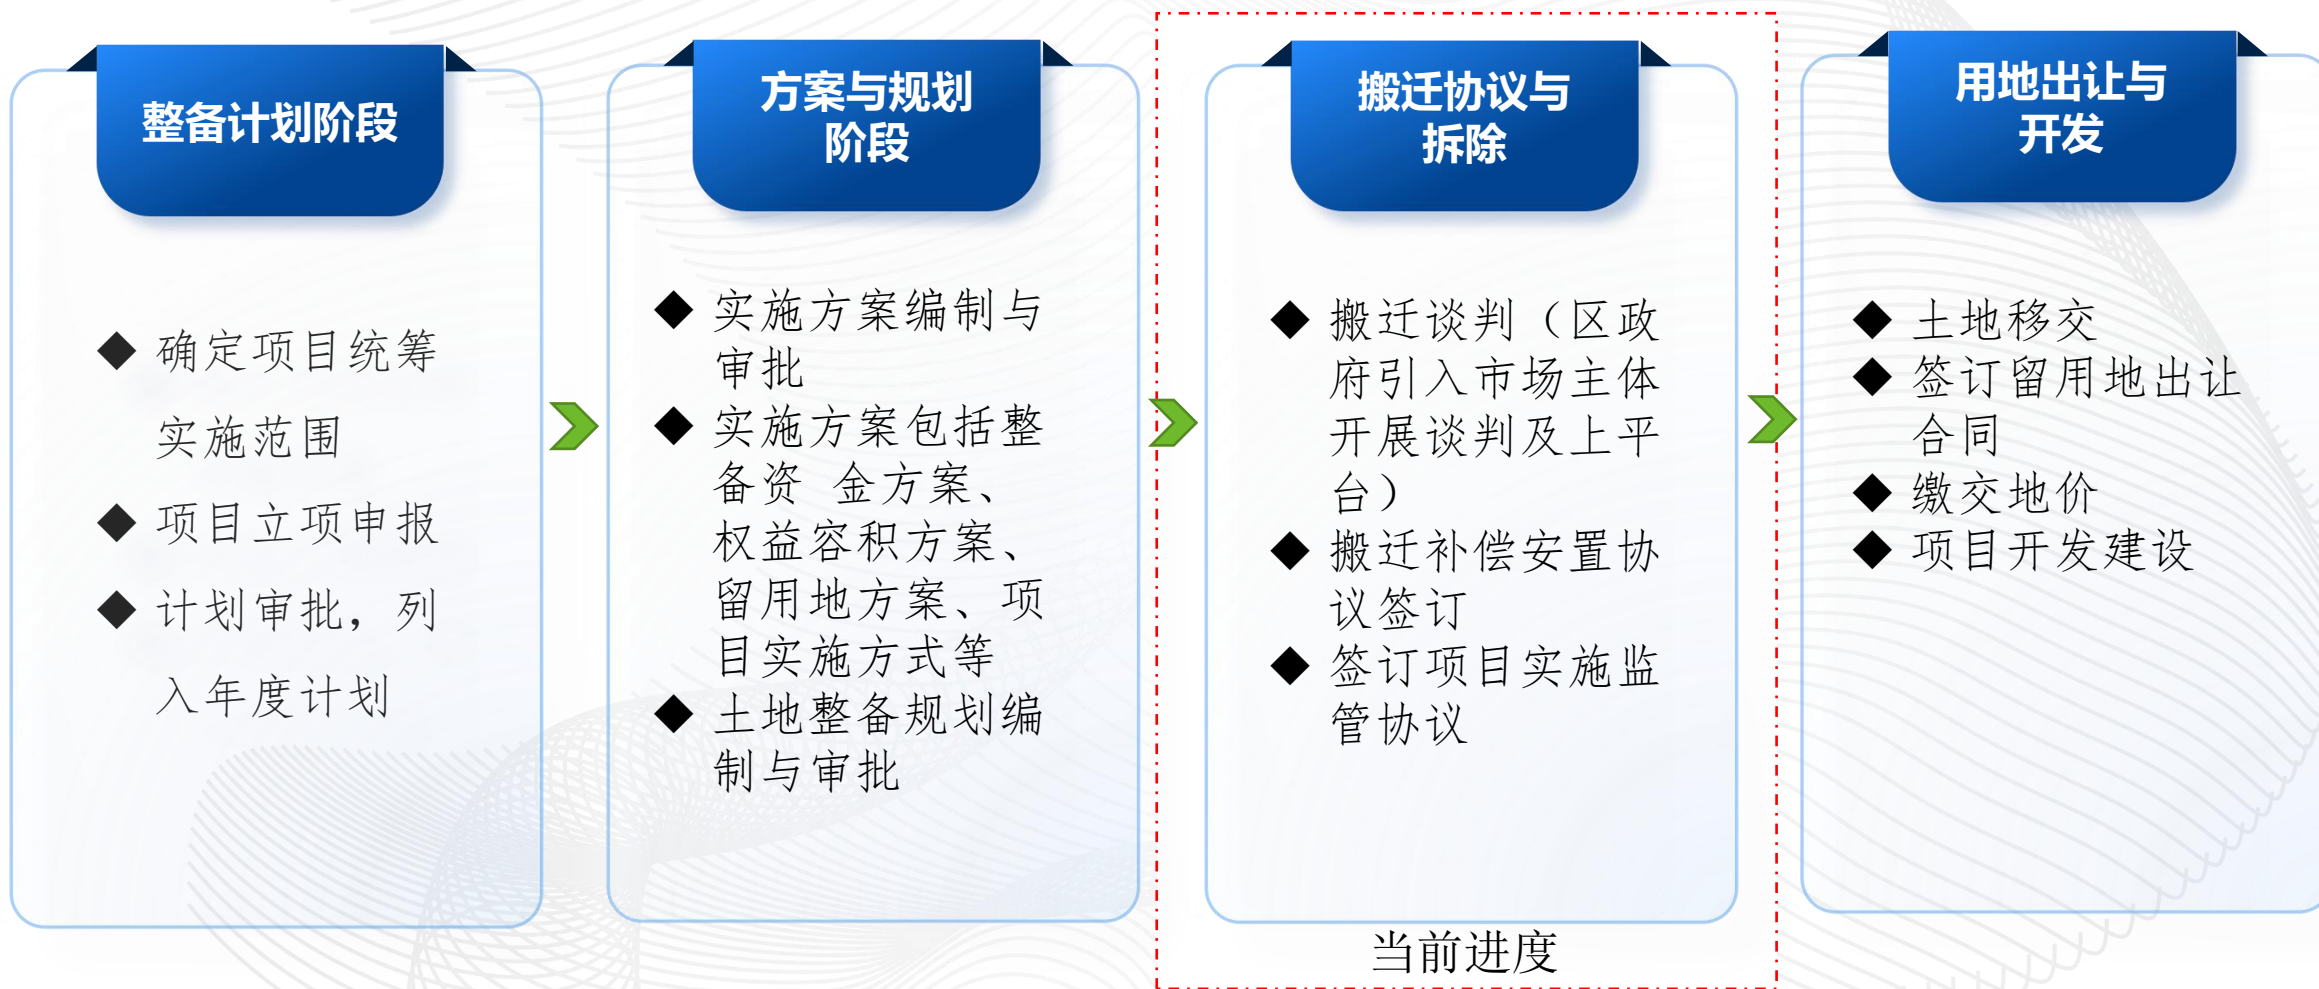 整备计划阶段
◆ 确定项目统筹
实施范围
◆ 项目立项申报
◆ 计划审批，列
入年度计划
方案与规划
阶段
◆ 实施方案编制与
审批
◆ 实施方案包括整
备资 金方案、
权益容积方案、
留用地方案、项
目实施方式等
◆ 土地整备规划编
制与审批
搬迁协议与
拆除
◆ 搬迁谈判（区政
府引入市场主体
开展谈判及上平
台）
◆ 搬迁补偿安置协
议签订
◆ 签订项目实施监
管协议
当前进度
用地出让与
开发
◆ 土地移交
◆ 签订留用地出让
合同
◆ 缴交地价
◆ 项目开发建设